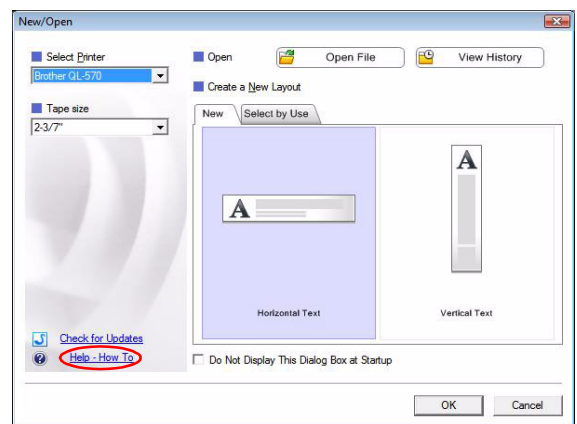 New/Open
Select Printer
Brother QL-570
Tape size
2-3/7"
Check for Updates
Help - How To
Open
Open File
View History
Create a New Layout
New
Select by Use
A
Horizontal Text
A
Vertical Text
Do Not Display This Dialog Box at Startup
OK
Cancel